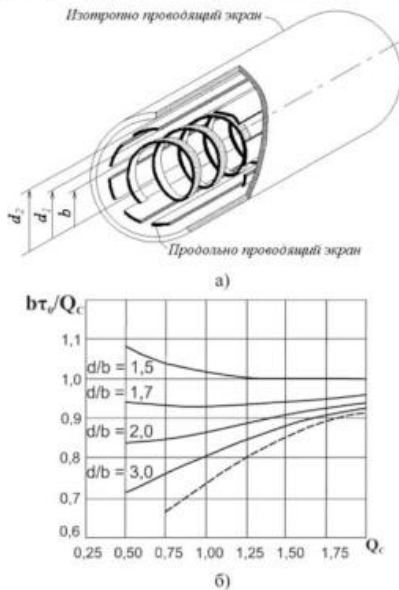 Изотропно проводящий экран
d₂
d₁
b
Продольно проводящий экран
а)
bτ₀/Qc
1,1
1,0
0,9
0,8
0,7
0,6
d/b = 1,5
d/b = 1,7
d/b = 2,0
d/b = 3,0
0,25 0,50 0,75 1,00 1,25 1,50 1,75 Qc
б)